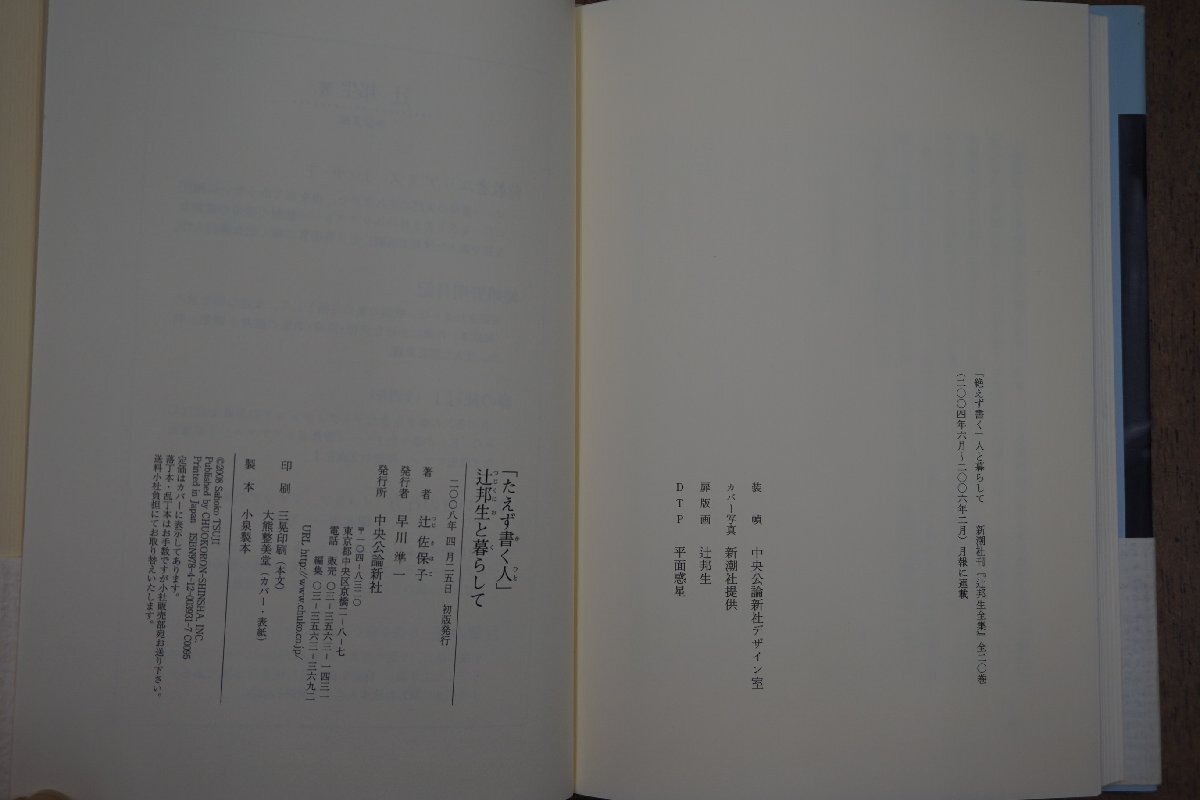 『絶えず書く人と暮らして　新潮社刊『辻邦生全集』全二〇巻
（二〇〇四年六月～二〇〇六年二月）月報に連載
装幀　中央公論新社デザイン室
カバー写真　新潮社提供
扉版画　辻邦生
DTP　平面惑星
「たえず書く人」
辻邦生と暮らして
二〇〇八年四月二五日　初版発行
著者　辻佐保子
発行者　早川準一
発行所　中央公論新社
〒一〇四-八三二〇
東京都中央区京橋二-八-七
電話　販売　〇三-三五六三-一四三一
編集　〇三-三五六三-三六九二
URL http://www.chuko.co.jp/
印刷　三晃印刷（本文）
大熊整美堂（カバー・表紙）
製本　小泉製本
©2008 Sahoko TSUJI
Published by CHUOKORON-SHINSHA, INC.
Printed in Japan　ISBN978-4-12-003931-7 C0095
定価はカバーに表示してあります。
落丁本・乱丁本はお手数ですが小社販売部宛お送り下さい。
送料小社負担にてお取り替えいたします。